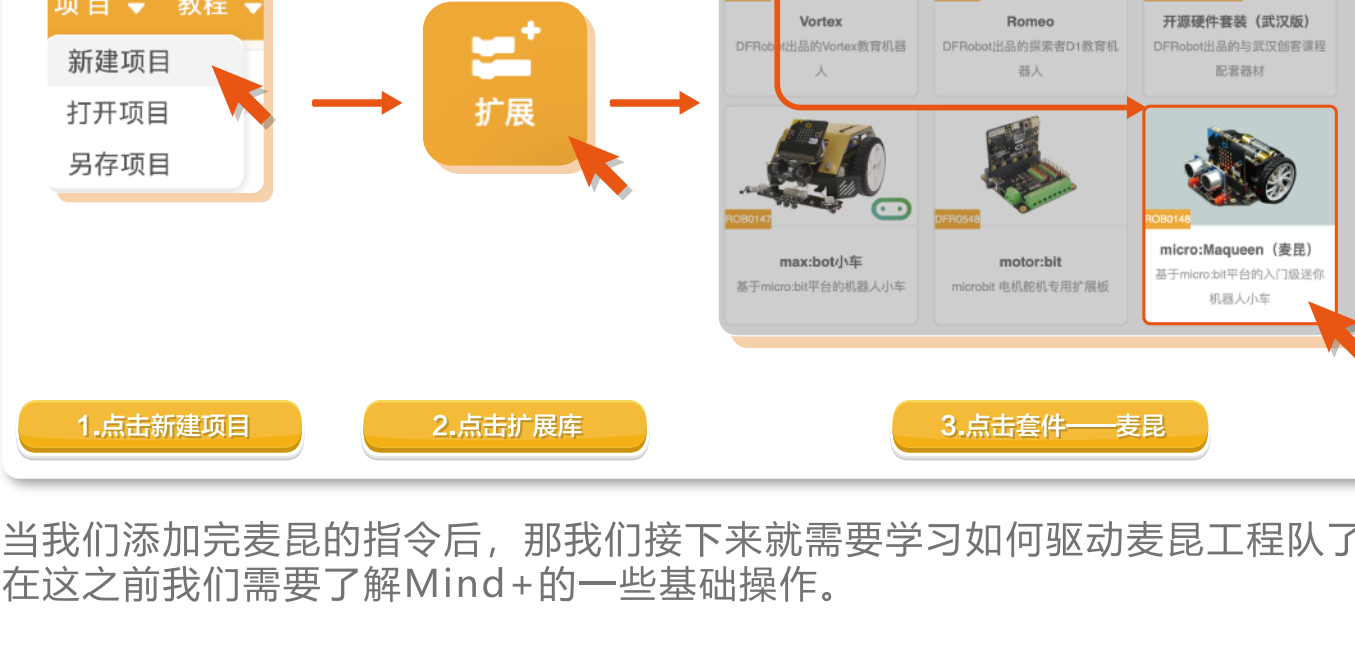 项目 教程
新建项目
打开项目
另存项目
扩展
Vortex
DFRobot出品的Vortex教育机器
人
Romeo
DFRobot出品的探索者D1教育机
器人
开源硬件套装（武汉版）
DFRobot出品的与武汉创客课程
配套器材
ROB0147
max:bot小车
基于micro:bit平台的机器人小车
DFR0548
motor:bit
microbit 电机舵机专用扩展板
ROB0148
micro:Maqueen（麦昆）
基于micro:bit平台的入门级迷你
机器人小车
1.点击新建项目
2.点击扩展库
3.点击套件——麦昆
当我们添加完麦昆的指令后，那我们接下来就需要学习如何驱动麦昆工程队了
在这之前我们需要了解Mind+的一些基础操作。